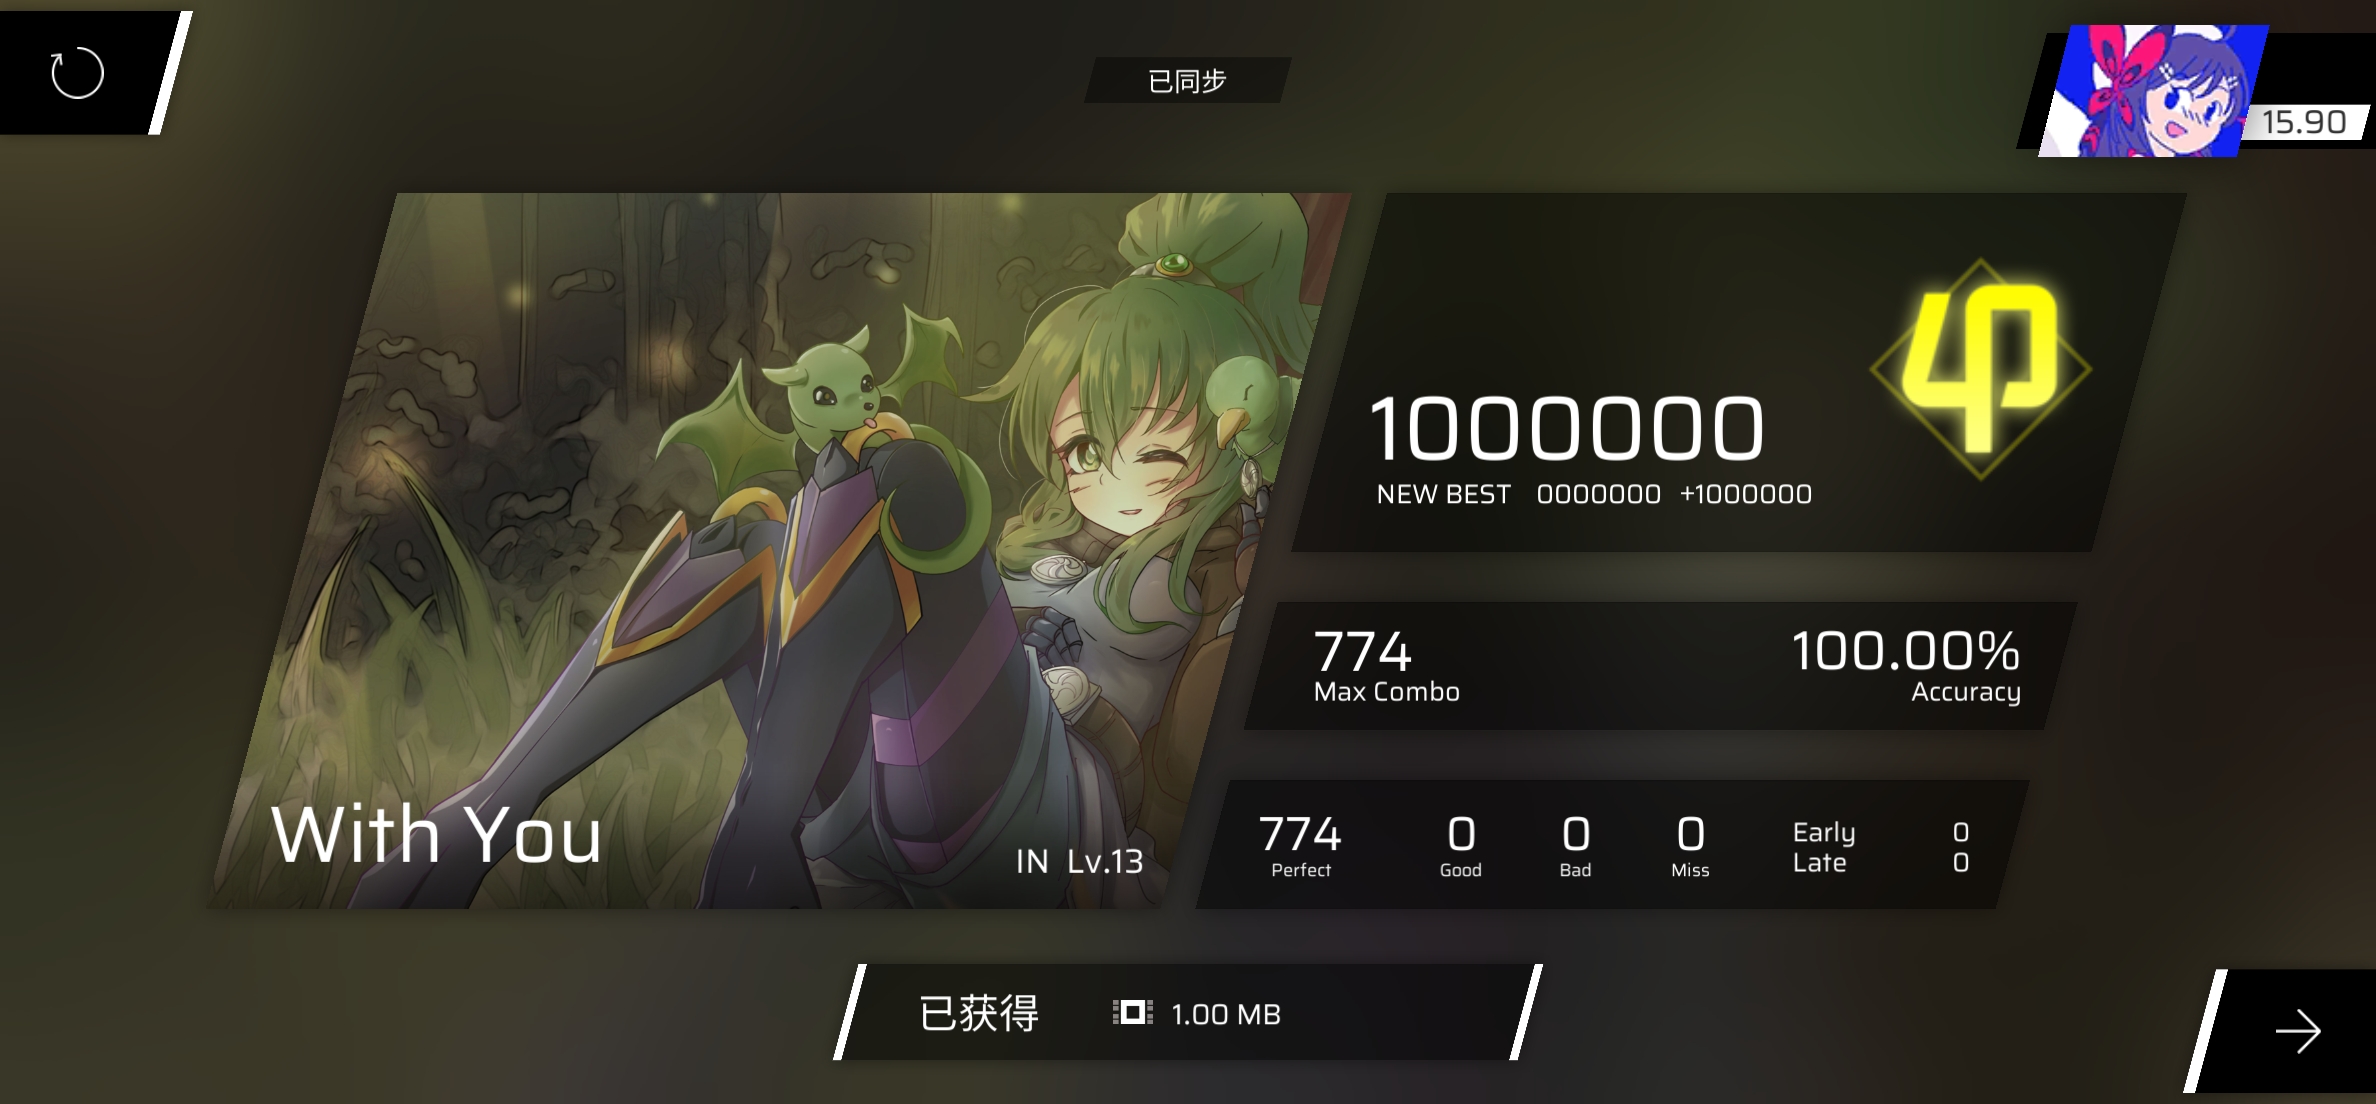 已同步
15.90
1000000
NEW BEST 0000000 +1000000
774
Max Combo
100.00%
Accuracy
774
Perfect
0
Good
0
Bad
0
Miss
Early 0
Late 0
With You
IN Lv.13
已获得 1.00 MB